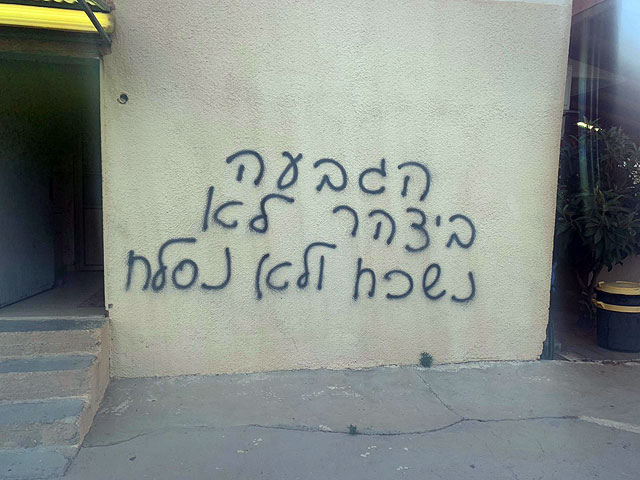 הגבעה
ביצהר לא
נשכח ולא נסלח